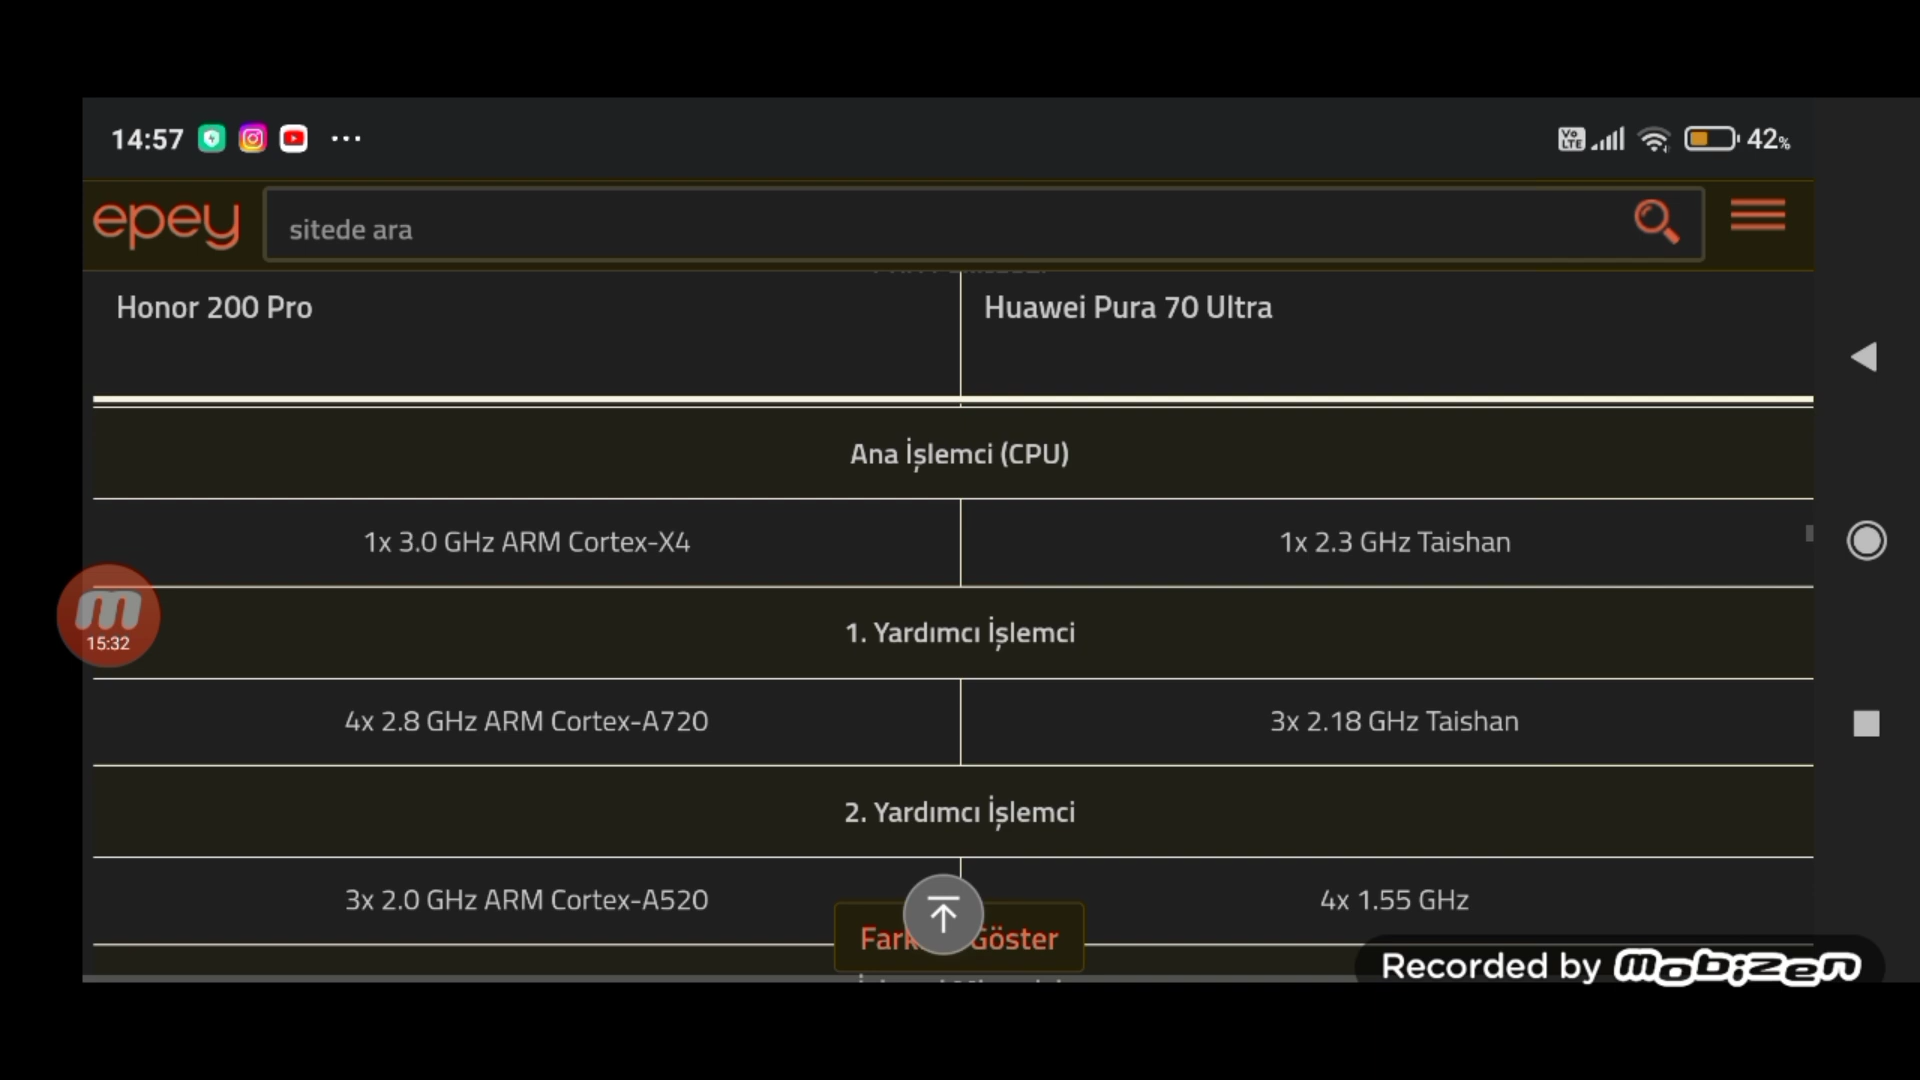 14:57
Vo LTE 42%
epey
sitede ara
Honor 200 Pro
Huawei Pura 70 Ultra
Ana İşlemci (CPU)
1x 3.0 GHz ARM Cortex-X4
1x 2.3 GHz Taishan
15:32
1. Yardımcı İşlemci
4x 2.8 GHz ARM Cortex-A720
3x 2.18 GHz Taishan
2. Yardımcı İşlemci
3x 2.0 GHz ARM Cortex-A520
4x 1.55 GHz
Göster
Recorded by mobizen